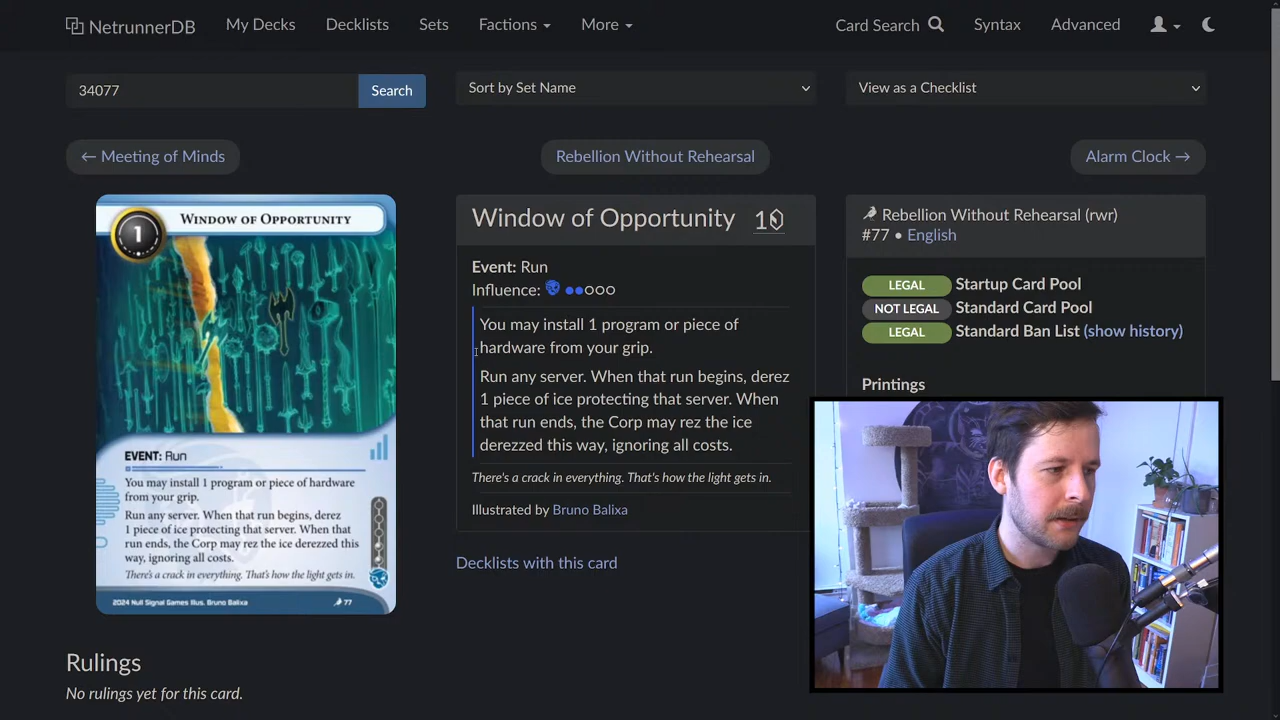 NetrunnerDB My Decks Decklists Sets Factions More Card Search Syntax Advanced
34077 Search Sort by Set Name View as a Checklist
← Meeting of Minds Rebellion Without Rehearsal Alarm Clock →
WINDOW OF OPPORTUNITY
1
EVENT: Run
You may install 1 program or piece of hardware
from your grip.
Run any server. When that run begins, derez
1 piece of ice protecting that server. When that
run ends, the Corp may rez the ice derezzed this
way, ignoring all costs.
There's a crack in everything. That's how the light gets in.
2024 Null Signal Games Illus. Bruno Balixa 77
Window of Opportunity 1
Event: Run
Influence:
You may install 1 program or piece of
hardware from your grip.
Run any server. When that run begins, derez
1 piece of ice protecting that server. When
that run ends, the Corp may rez the ice
derezzed this way, ignoring all costs.
There's a crack in everything. That's how the light gets in.
Illustrated by Bruno Balixa
Decklists with this card
Rebellion Without Rehearsal (rwr)
#77 • English
LEGAL Startup Card Pool
NOT LEGAL Standard Card Pool
LEGAL Standard Ban List (show history)
Printings
Rulings
No rulings yet for this card.